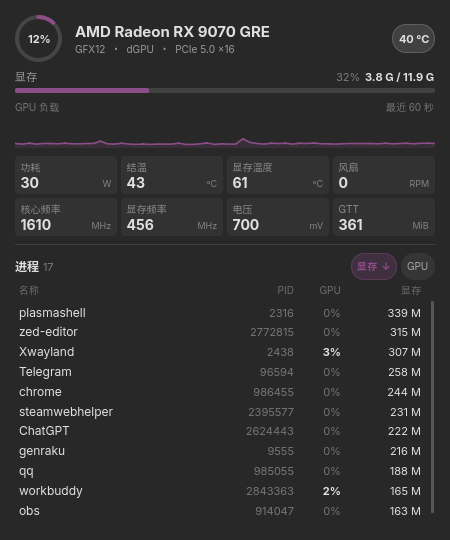 12%
AMD Radeon RX 9070 GRE
GFX12 • dGPU • PCIe 5.0 ×16
40 °C
显存 32% 3.8 G / 11.9 G
GPU 负载 最近 60 秒
功耗 结温 显存温度 风扇
30 W 43 °C 61 °C 0 RPM
核心频率 显存频率 电压 GTT
1610 MHz 456 MHz 700 mV 361 MiB
进程 17 显存 ↓ GPU
名称 PID GPU 显存
plasmashell 2316 0% 339 M
zed-editor 2772815 0% 315 M
Xwayland 2438 3% 307 M
Telegram 96594 0% 258 M
chrome 986455 0% 244 M
steamwebhelper 2395577 0% 231 M
ChatGPT 2624443 0% 222 M
genraku 9555 0% 216 M
qq 985055 0% 188 M
workbuddy 2843363 2% 165 M
obs 914047 0% 163 M